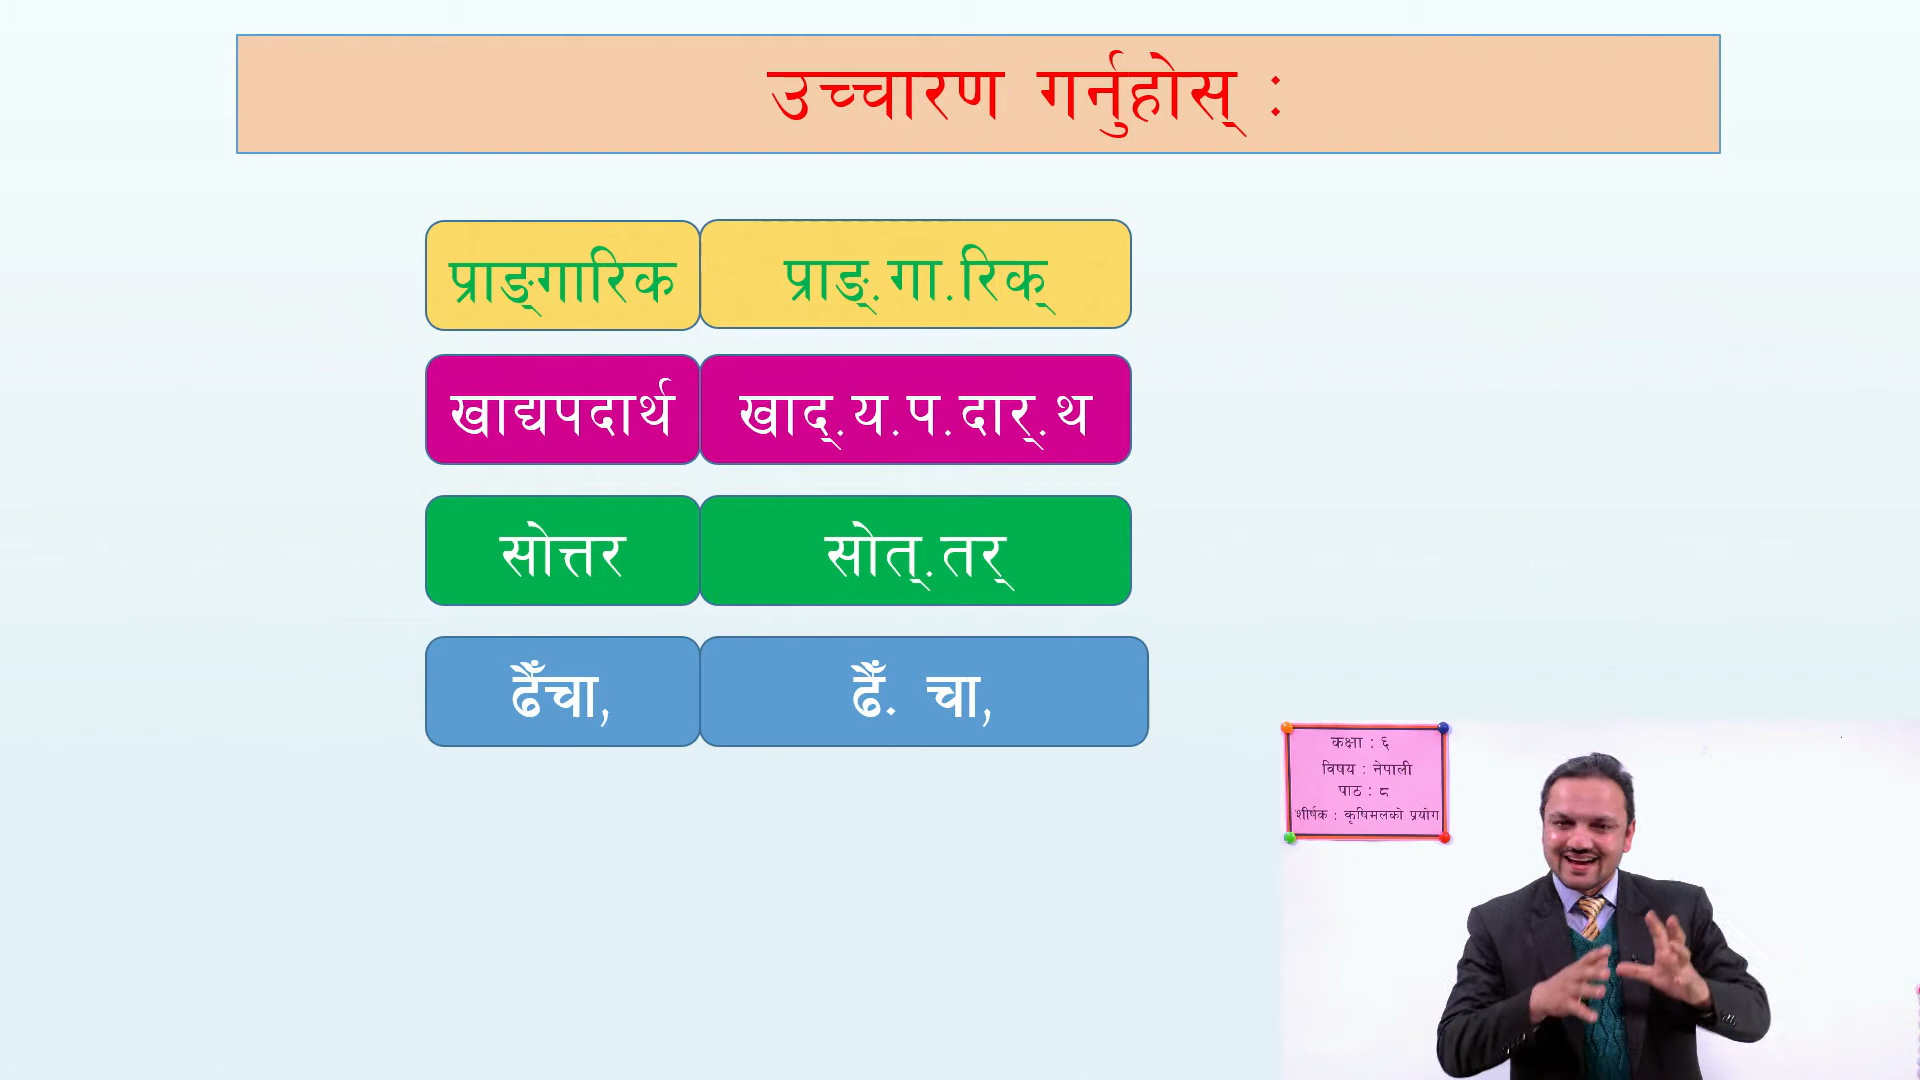 उच्चारण गर्नुहोस् :
प्राङ्गारिक प्राङ्.गा.रिक्
खाद्यपदार्थ खाद्.य.प.दार्.थ
सोत्तर सोत्.तर्
ढैँचा, ढैँ. चा,
कक्षा : ६
विषय : नेपाली
पाठ : ८
शीर्षक : कृषिमलको प्रयोग